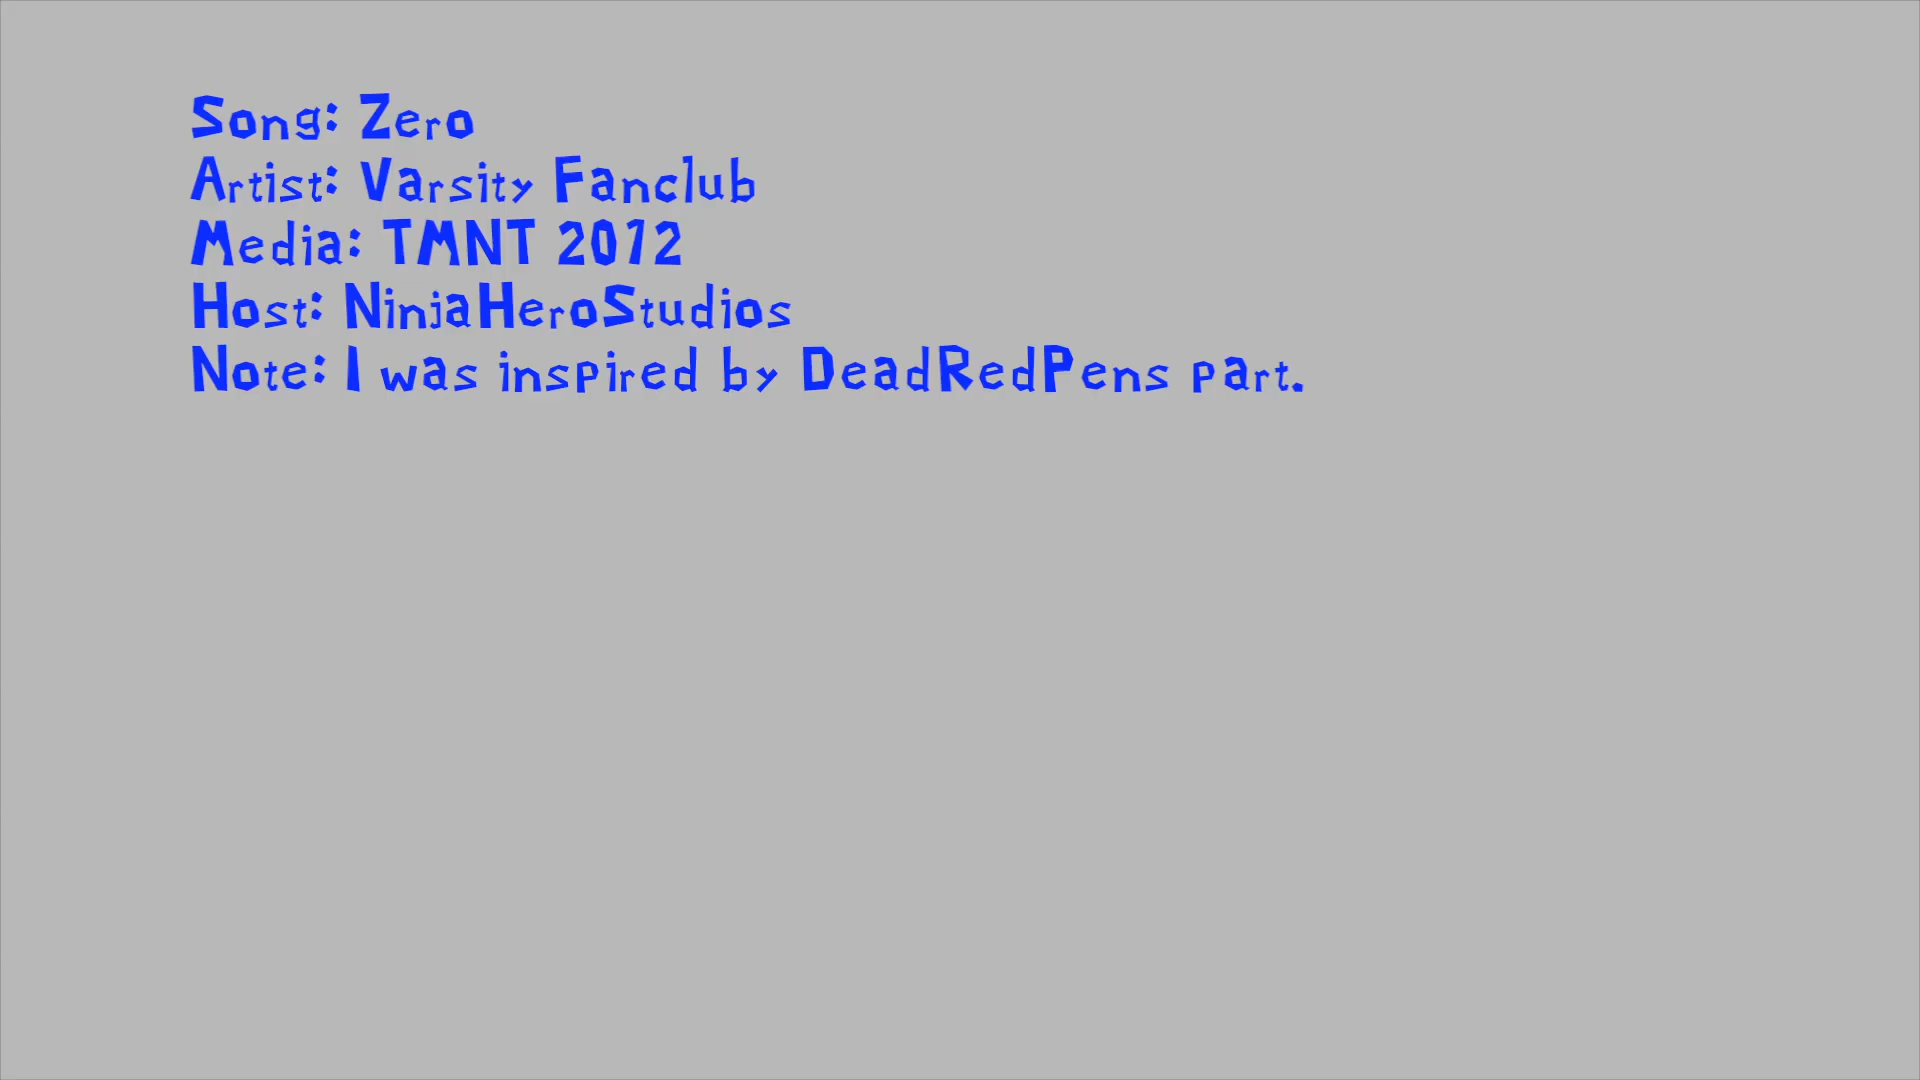 Song: Zero
Artist: Varsity Fanclub
Media: TMNT 2012
Host: NinjaHeroStudios
Note: I was inspired by DeadRedPens part.